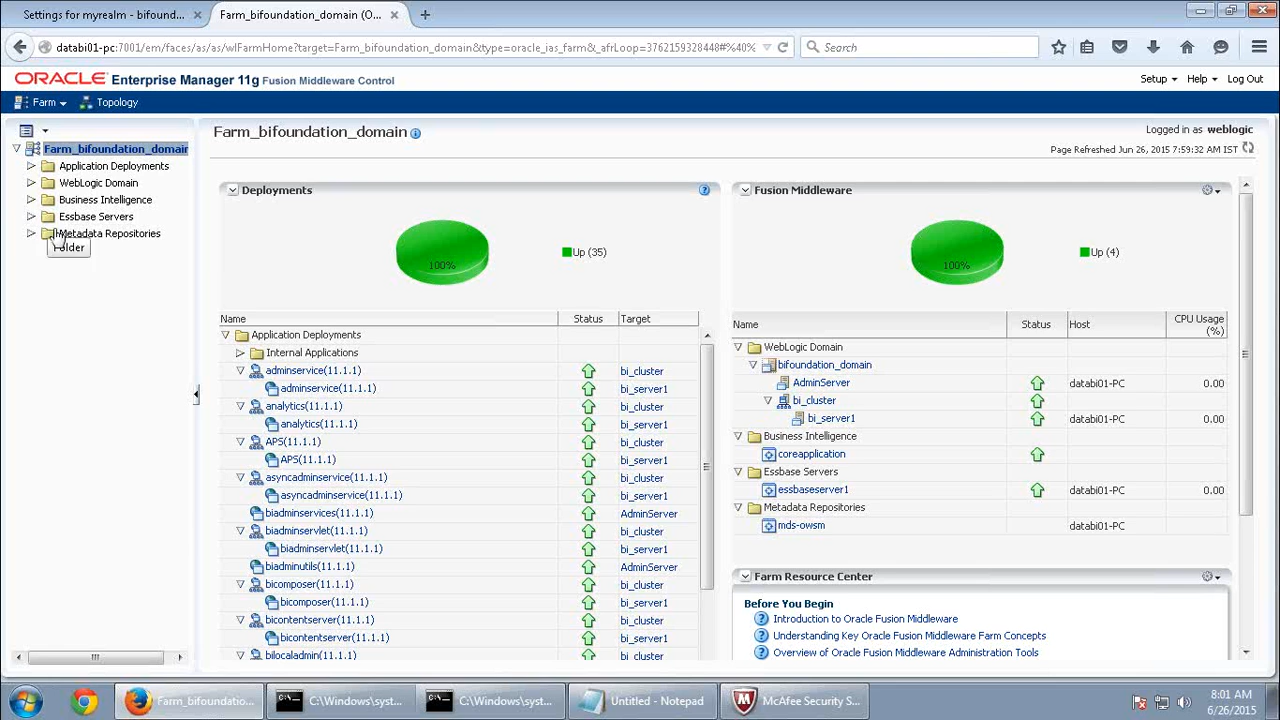 Settings for myrealm - bifound...
Farm_bifoundation_domain (O...
databi01-pc:7001/em/faces/as/as/wlFarmHome?target=Farm_bifoundation_domain&type=oracle_ias_farm&_afrLoop=3762159328448#%40%
Search
ORACLE Enterprise Manager 11g Fusion Middleware Control
Setup Help Log Out
Farm Topology
Farm_bifoundation_domain
Application Deployments
WebLogic Domain
Business Intelligence
Essbase Servers
Metadata Repositories
Folder
Farm_bifoundation_domain
Logged in as weblogic
Page Refreshed Jun 26, 2015 7:59:32 AM IST
Deployments
100%
Up (35)
Name Status Target
Application Deployments
Internal Applications
adminservice(11.1.1) bi_cluster
adminservice(11.1.1) bi_server1
analytics(11.1.1) bi_cluster
analytics(11.1.1) bi_server1
APS(11.1.1) bi_cluster
APS(11.1.1) bi_server1
asyncadminservice(11.1.1) bi_cluster
asyncadminservice(11.1.1) bi_server1
biadminservices(11.1.1) AdminServer
biadminservlet(11.1.1) bi_cluster
biadminservlet(11.1.1) bi_server1
biadminutils(11.1.1) AdminServer
bicomposer(11.1.1) bi_cluster
bicomposer(11.1.1) bi_server1
bicontentserver(11.1.1) bi_cluster
bicontentserver(11.1.1) bi_server1
bilocaladmin(11.1.1) bi_cluster
Fusion Middleware
100%
Up (4)
Name Status Host CPU Usage (%)
WebLogic Domain
bifoundation_domain
AdminServer databi01-PC 0.00
bi_cluster
bi_server1 databi01-PC 0.00
Business Intelligence
coreapplication
Essbase Servers
essbaseserver1 databi01-PC 0.00
Metadata Repositories
mds-owsm databi01-PC
Farm Resource Center
Before You Begin
Introduction to Oracle Fusion Middleware
Understanding Key Oracle Fusion Middleware Farm Concepts
Overview of Oracle Fusion Middleware Administration Tools
Farm_bifoundatio...
C:\Windows\syst...
C:\Windows\syst...
Untitled - Notepad
McAfee Security S...
8:01 AM
6/26/2015